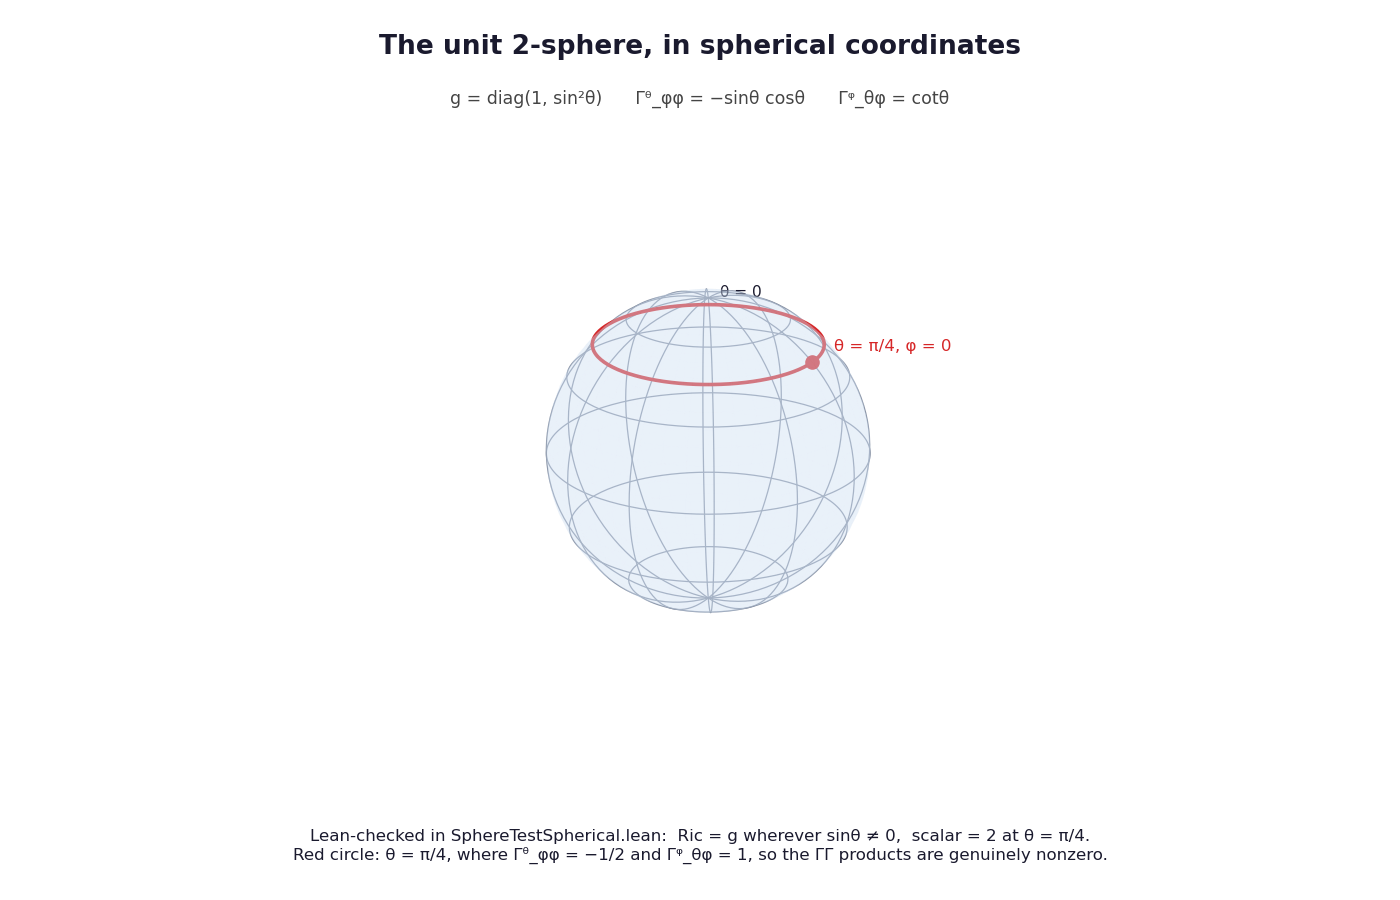 The unit 2-sphere, in spherical coordinates
g = diag(1, sin²θ)      Γᶿ_φφ = −sinθ cosθ      Γᵠ_θφ = cotθ
θ = 0
θ = π/4, φ = 0
Lean-checked in SphereTestSpherical.lean:  Ric = g wherever sinθ ≠ 0,  scalar = 2 at θ = π/4.
Red circle: θ = π/4, where Γᶿ_φφ = −1/2 and Γᵠ_θφ = 1, so the ΓΓ products are genuinely nonzero.